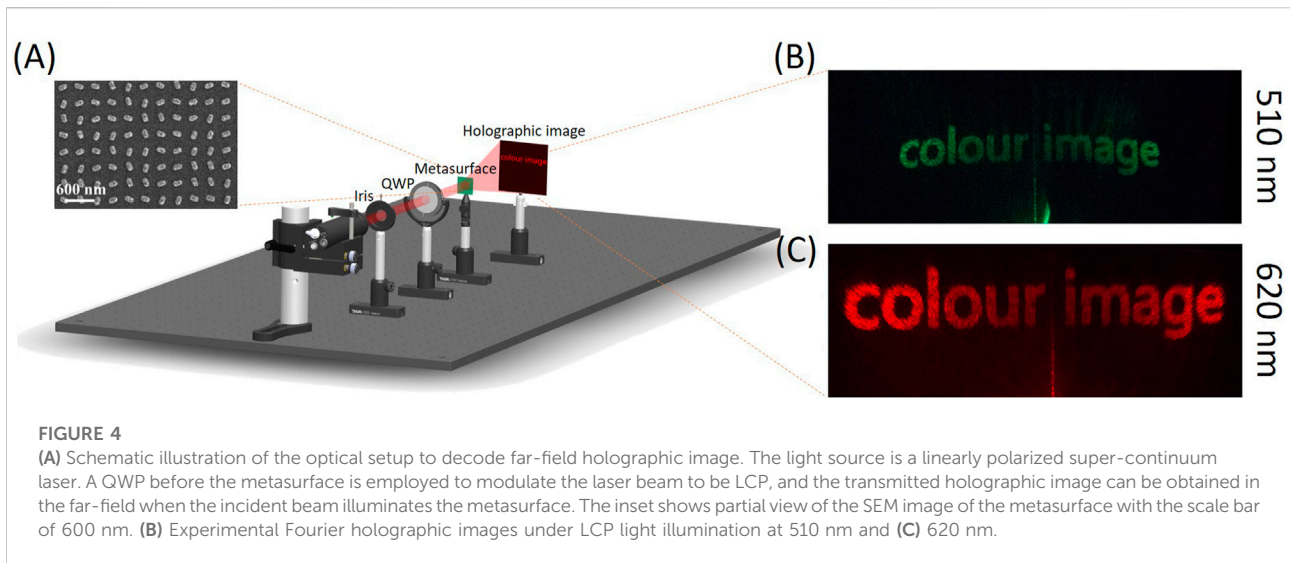 (A)
600 nm
Iris
QWP
Metasurface
Holographic image
colour image
(B)
colour image
510 nm
(C)
colour image
620 nm
FIGURE 4
(A) Schematic illustration of the optical setup to decode far-field holographic image. The light source is a linearly polarized super-continuum
laser. A QWP before the metasurface is employed to modulate the laser beam to be LCP, and the transmitted holographic image can be obtained in
the far-field when the incident beam illuminates the metasurface. The inset shows partial view of the SEM image of the metasurface with the scale bar
of 600 nm. (B) Experimental Fourier holographic images under LCP light illumination at 510 nm and (C) 620 nm.